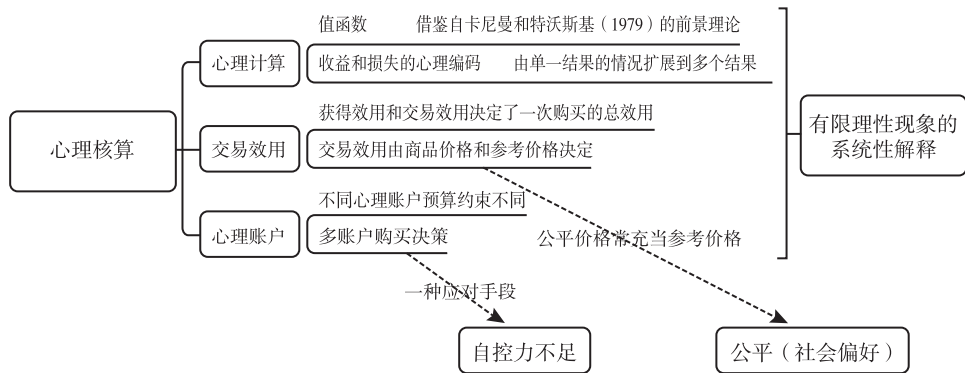 值函数 借鉴自卡尼曼和特沃斯基（1979）的前景理论
心理计算
收益和损失的心理编码 由单一结果的情况扩展到多个结果
获得效用和交易效用决定了一次购买的总效用
心理核算
交易效用
交易效用由商品价格和参考价格决定
有限理性现象的
系统性解释
不同心理账户预算约束不同
心理账户
多账户购买决策
公平价格常充当参考价格
一种应对手段
自控力不足
公平（社会偏好）